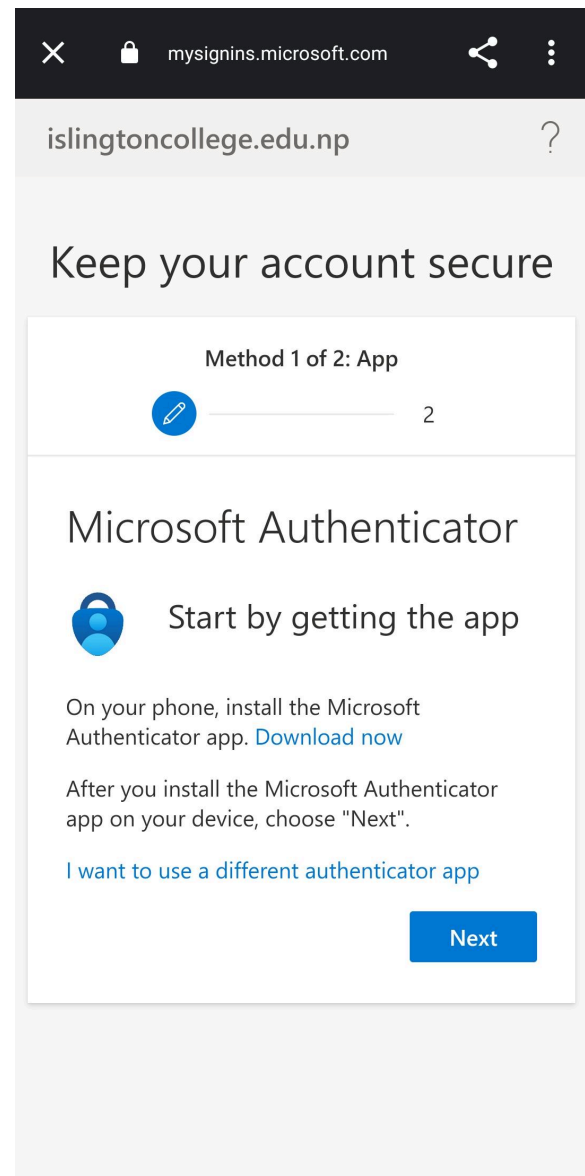 mysignins.microsoft.com
islingtoncollege.edu.np ?
Keep your account secure
Method 1 of 2: App
2
Microsoft Authenticator
Start by getting the app
On your phone, install the Microsoft
Authenticator app. Download now
After you install the Microsoft Authenticator
app on your device, choose "Next".
I want to use a different authenticator app
Next